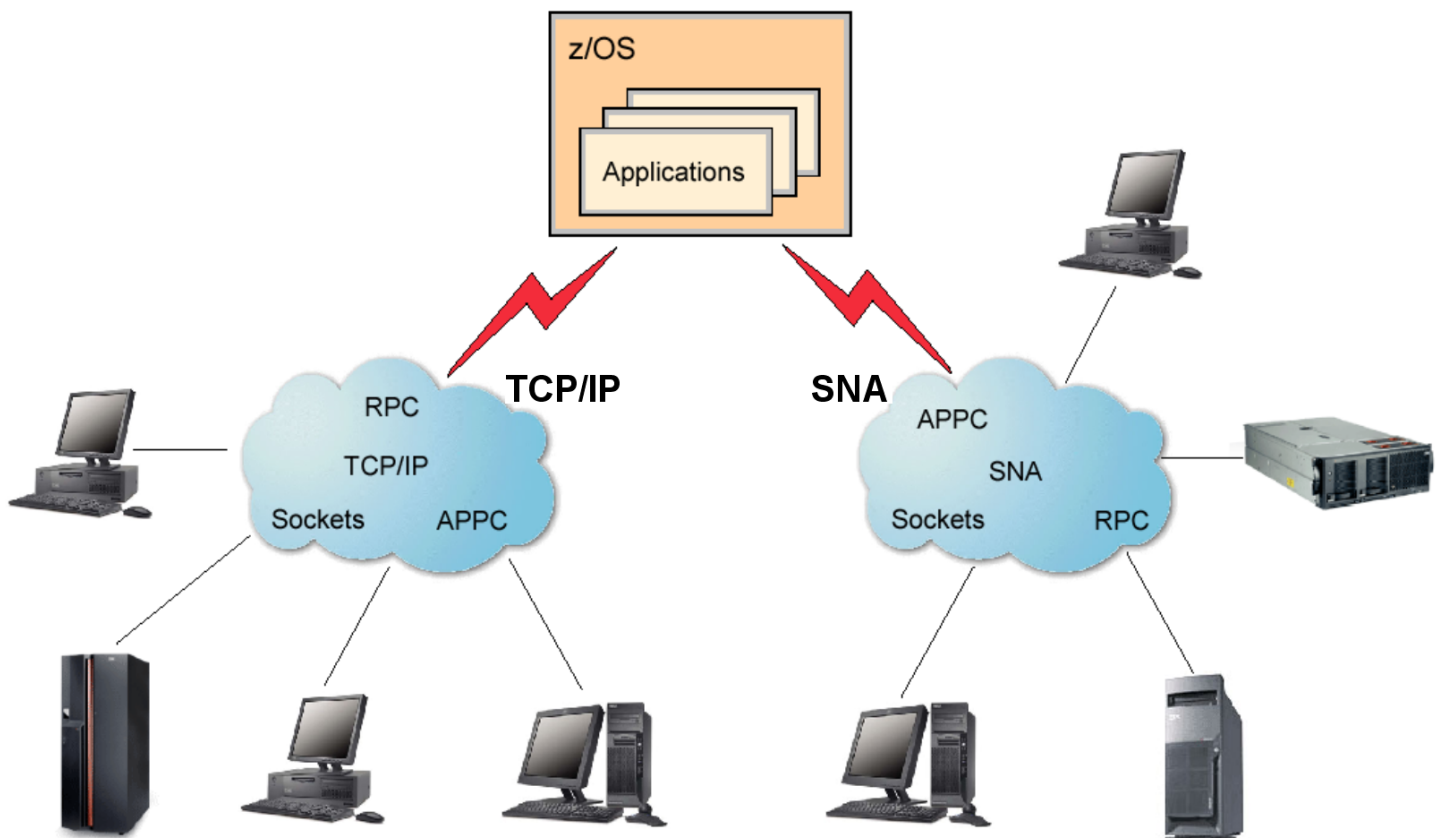 z/OS
Applications
TCP/IP
SNA
RPC
TCP/IP
Sockets
APPC
APPC
SNA
Sockets
RPC